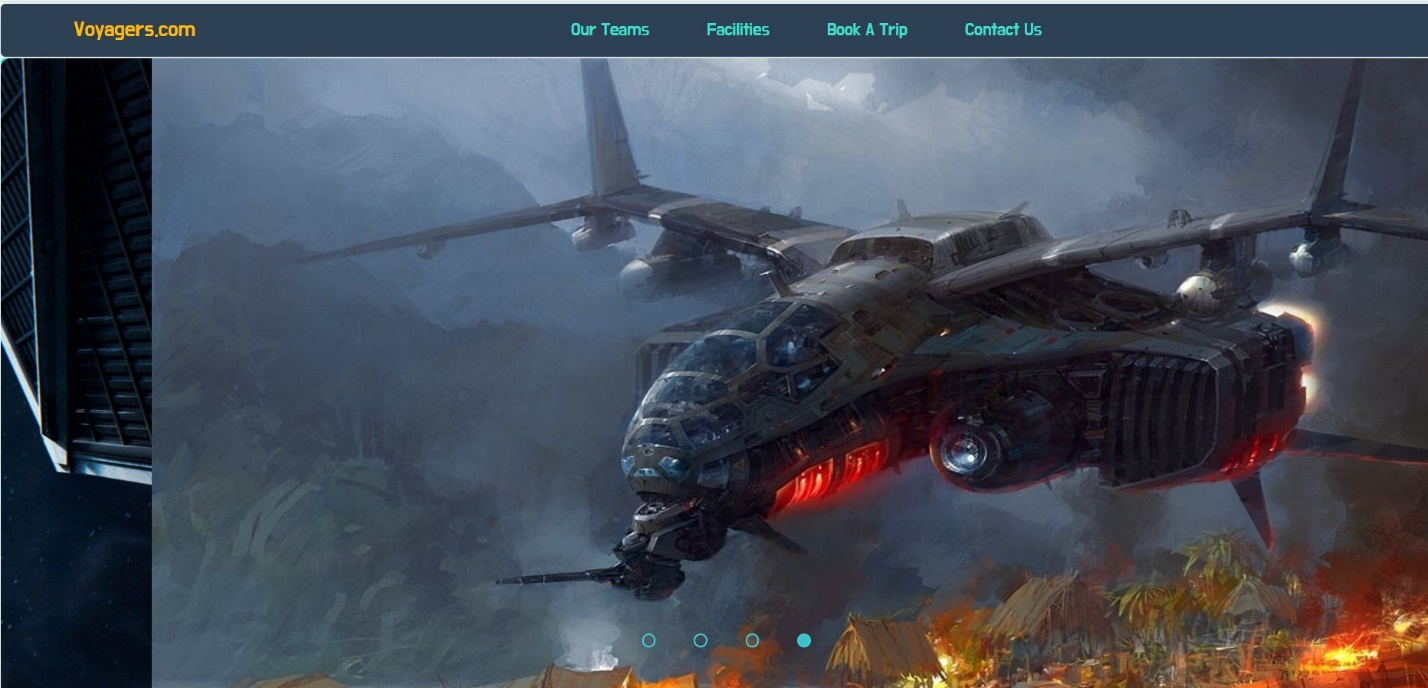 Voyagers.com
Our Teams Facilities Book A Trip Contact Us